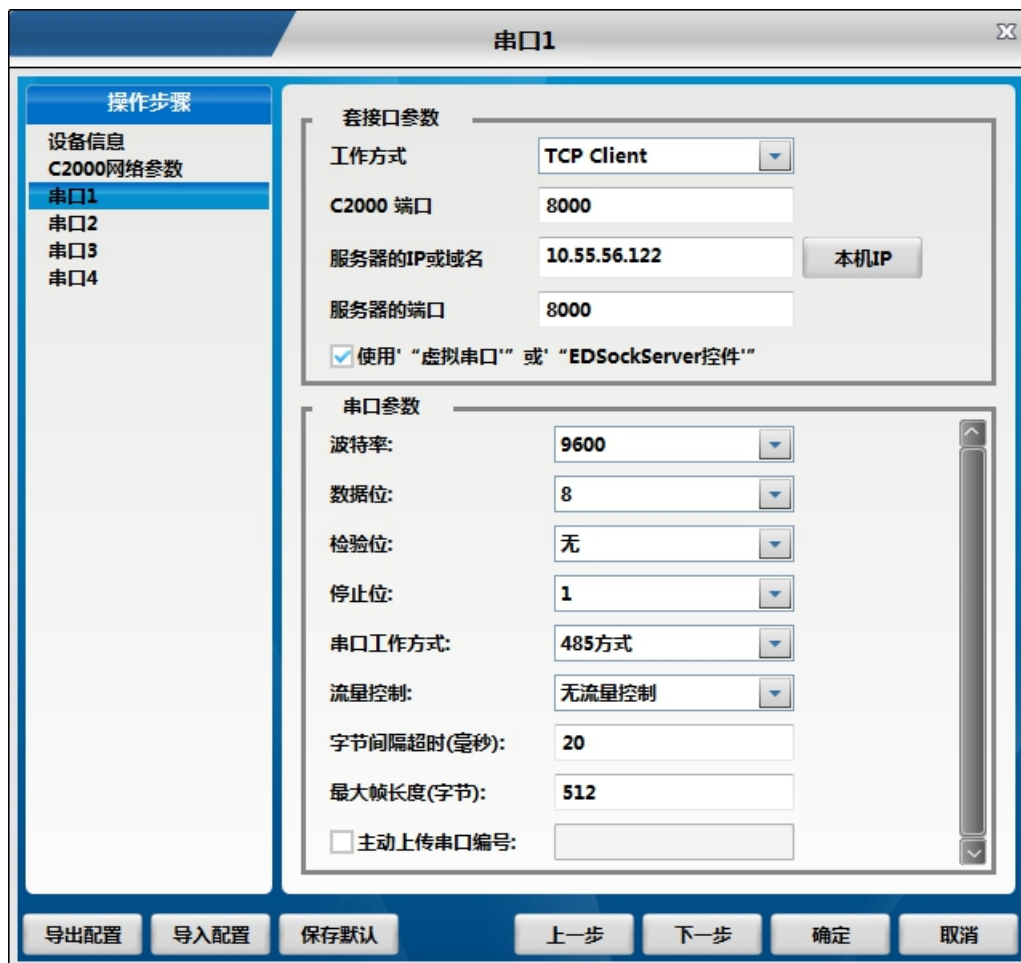 串口1
操作步骤
设备信息
C2000网络参数
串口1
串口2
串口3
串口4
套接口参数
工作方式 TCP Client
C2000 端口 8000
服务器的IP或域名 10.55.56.122 本机IP
服务器的端口 8000
使用' “虚拟串口'” 或' “EDSockServer控件'”
串口参数
波特率: 9600
数据位: 8
检验位: 无
停止位: 1
串口工作方式: 485方式
流量控制: 无流量控制
字节间隔超时(毫秒): 20
最大帧长度(字节): 512
主动上传串口编号:
导出配置 导入配置 保存默认 上一步 下一步 确定 取消